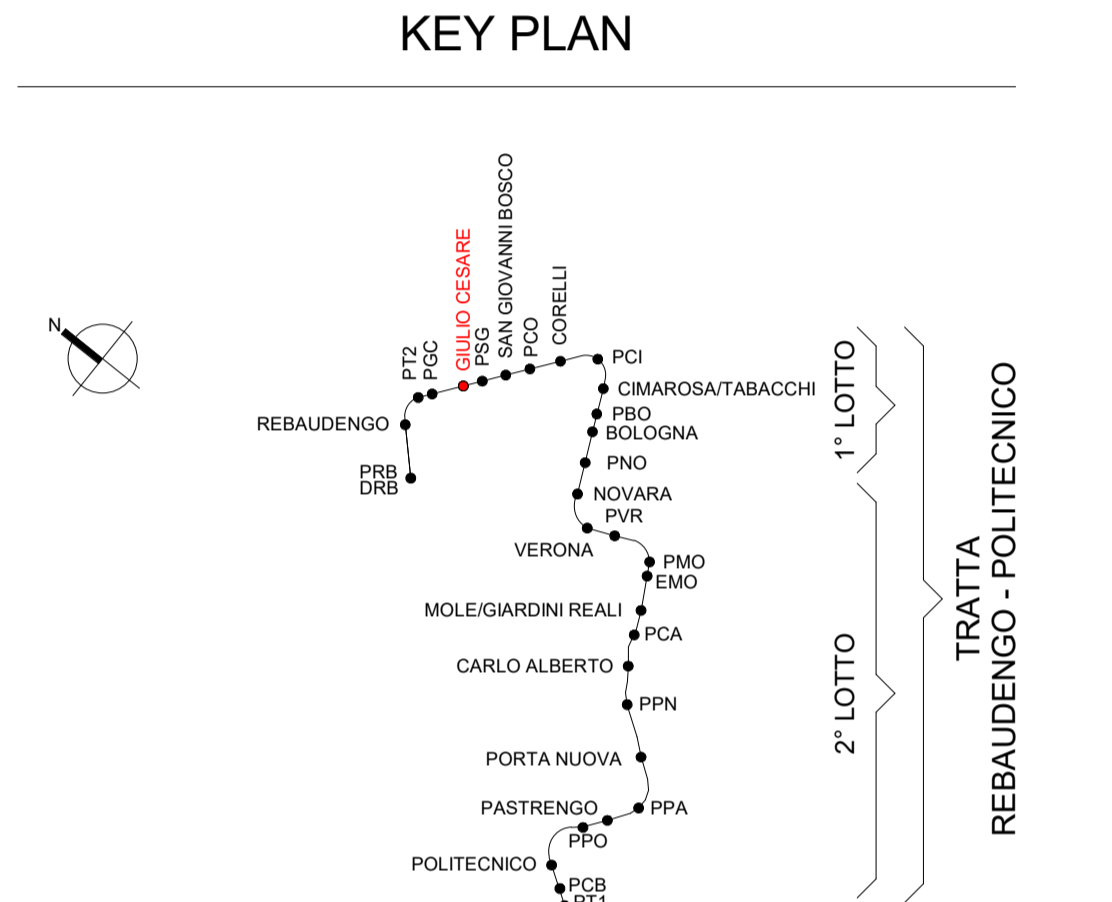 KEY PLAN
N
PT2
PGC
GIULIO CESARE
PSG
SAN GIOVANNI BOSCO
PCO
CORELLI
PCI
CIMAROSA/TABACCHI
REBAUDENGO
PBO
BOLOGNA
PRB
DRB
PNO
NOVARA
PVR
VERONA
PMO
EMO
MOLE/GIARDINI REALI
PCA
CARLO ALBERTO
PPN
PORTA NUOVA
PASTRENGO
PPA
PPO
POLITECNICO
PCB
PT1
1° LOTTO
2° LOTTO
TRATTA
REBAUDENGO - POLITECNICO